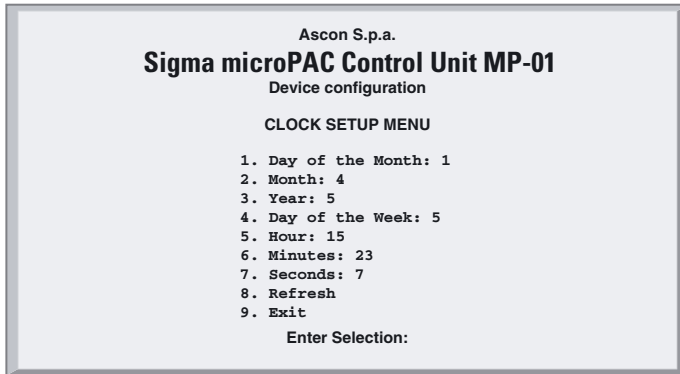 Ascon S.p.a.
Sigma microPAC Control Unit MP-01
Device configuration
CLOCK SETUP MENU
1. Day of the Month: 1
2. Month: 4
3. Year: 5
4. Day of the Week: 5
5. Hour: 15
6. Minutes: 23
7. Seconds: 7
8. Refresh
9. Exit
Enter Selection: